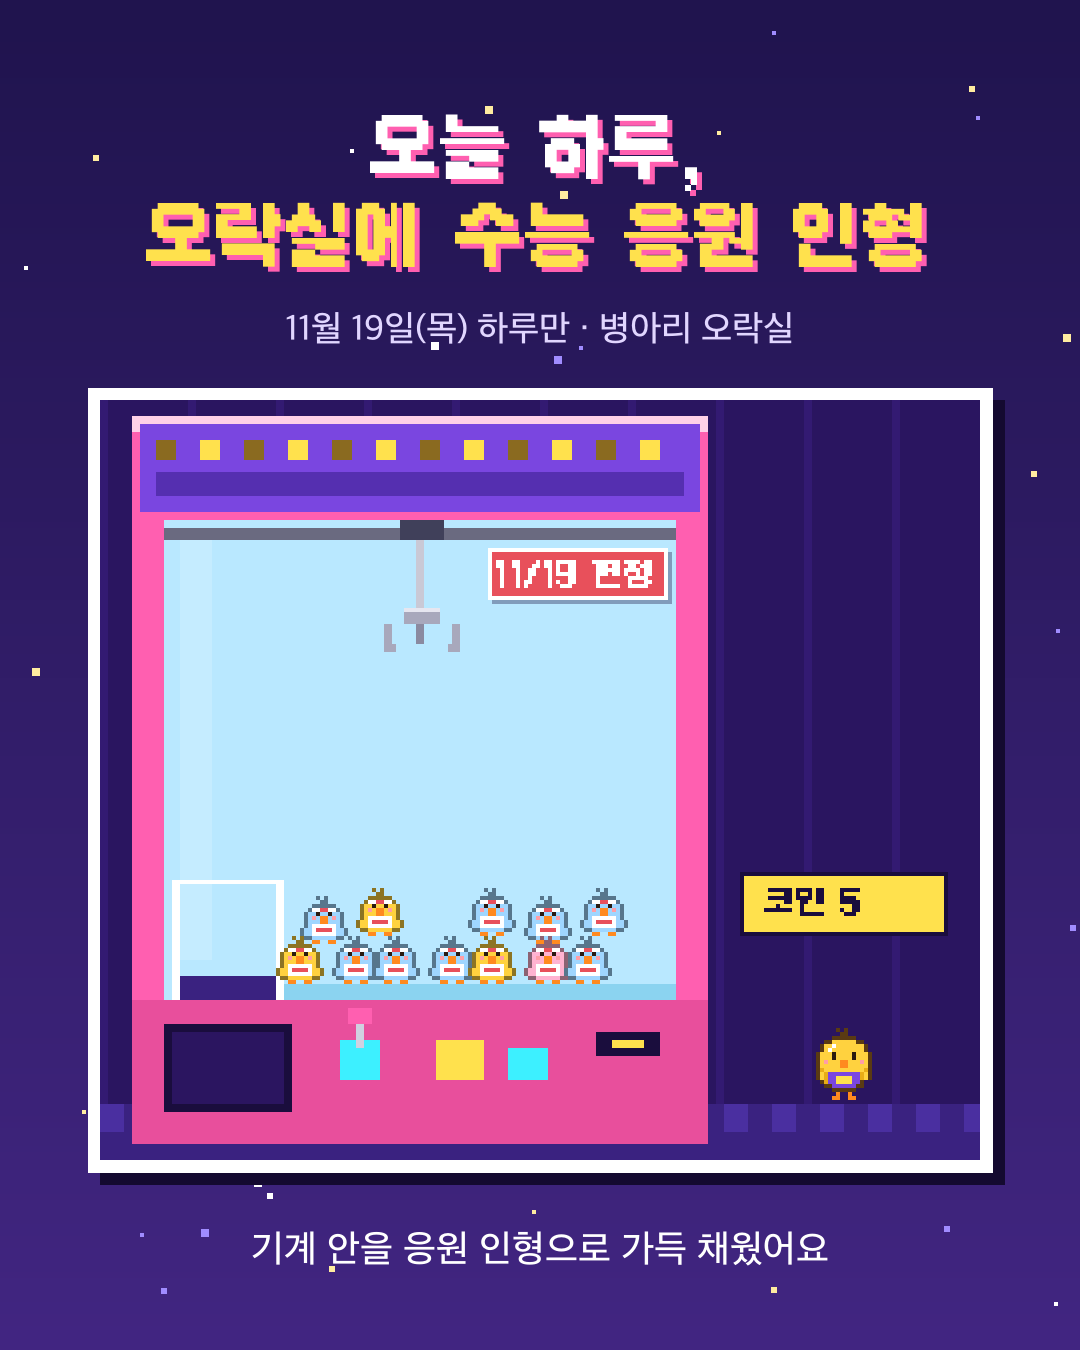 오늘 하루,
오락실에 수능 응원 인형
11월 19일(목) 하루만 · 병아리 오락실
11/19 한정
코인 5
기계 안을 응원 인형으로 가득 채웠어요